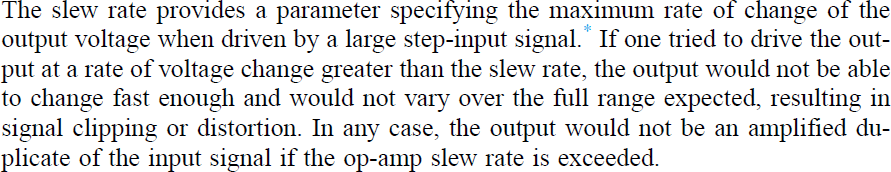 The slew rate provides a parameter specifying the maximum rate of change of the
output voltage when driven by a large step-input signal.* If one tried to drive the out-
put at a rate of voltage change greater than the slew rate, the output would not be able
to change fast enough and would not vary over the full range expected, resulting in
signal clipping or distortion. In any case, the output would not be an amplified du-
plicate of the input signal if the op-amp slew rate is exceeded.